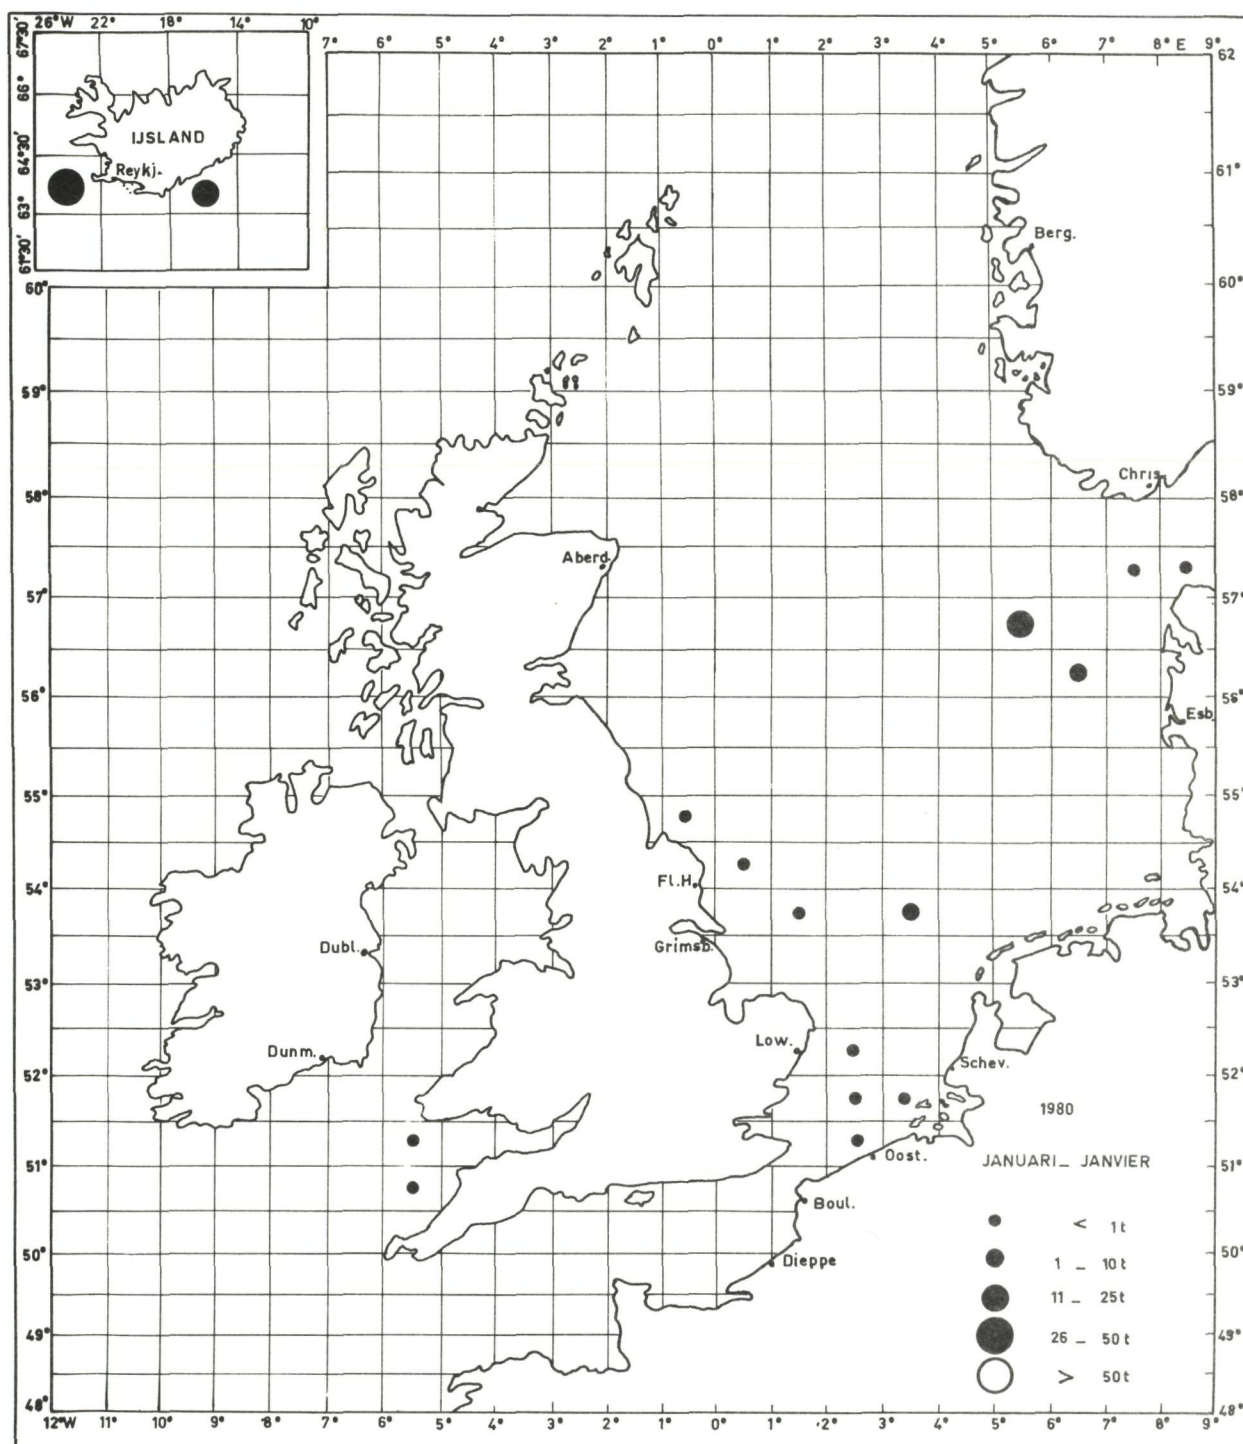 26°W 22° 18° 14° 10°
7° 6° 5° 4° 3° 2° 1° 0° 1° 2° 3° 4° 5° 6° 7° 8° E 9°
67°30'
66°
64°30'
63°
61°30'
IJSLAND
Reykj.
60°
59°
58°
57°
56°
55°
54°
53°
52°
51°
50°
49°
48°
62
61°
60°
59°
58°
57°
56°
55°
54°
53°
52°
51°
50°
49°
48°
Berg.
Chris.
Aberd.
Esb.
Fl.H.
Grimsb.
Dubl.
Dunm.
Low.
Schev.
Oost.
Boul.
Dieppe
1980
JANUARI_ JANVIER
< 1t
1 _ 10t
11 _ 25t
26 _ 50t
> 50t
12°W 11° 10° 9° 8° 7° 6° 5° 4° 3° 2° 1° 0° 1° 2° 3° 4° 5° 6° 7° 8° E 9°